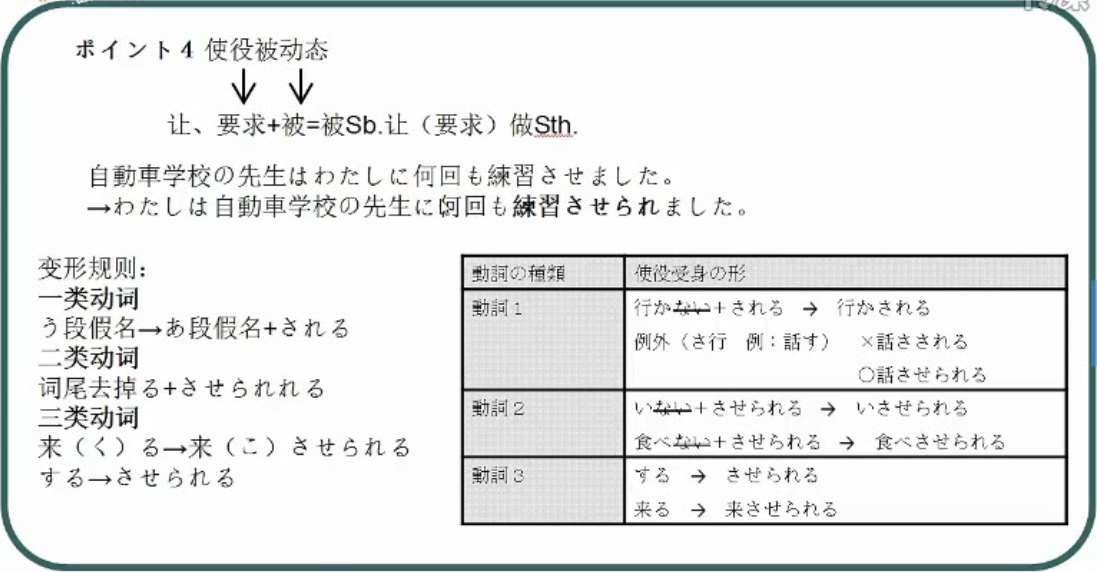 ポイント４ 使役被动态
↓ ↓
让、要求+被=被Sb.让（要求）做Sth.
自動車学校の先生はわたしに何回も練習させました。
→わたしは自動車学校の先生に何回も練習させられました。
变形规则:
一类动词
う段假名→あ段假名+される
二类动词
词尾去掉る+させられれる
三类动词
来（く）る→来（こ）させられる
する→させられる
動詞の種類 使役受身の形
動詞１ 行かない＋される → 行かされる
例外（さ行 例：話す） ×話さされる
○話させられる
動詞２ いない＋させられる → いさせられる
食べない＋させられる → 食べさせられる
動詞３ する → させられる
来る → 来させられる